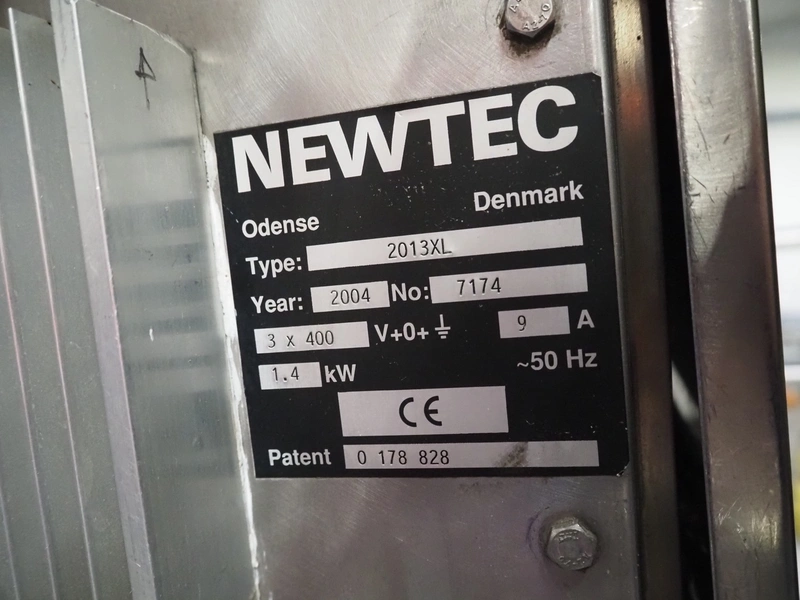 NEWTEC
Odense Denmark
Type: 2013XL
Year: 2004 No: 7174
3 x 400 V+0+⏚ 9 A
1.4 kW ~50 Hz
CE
Patent 0 178 828